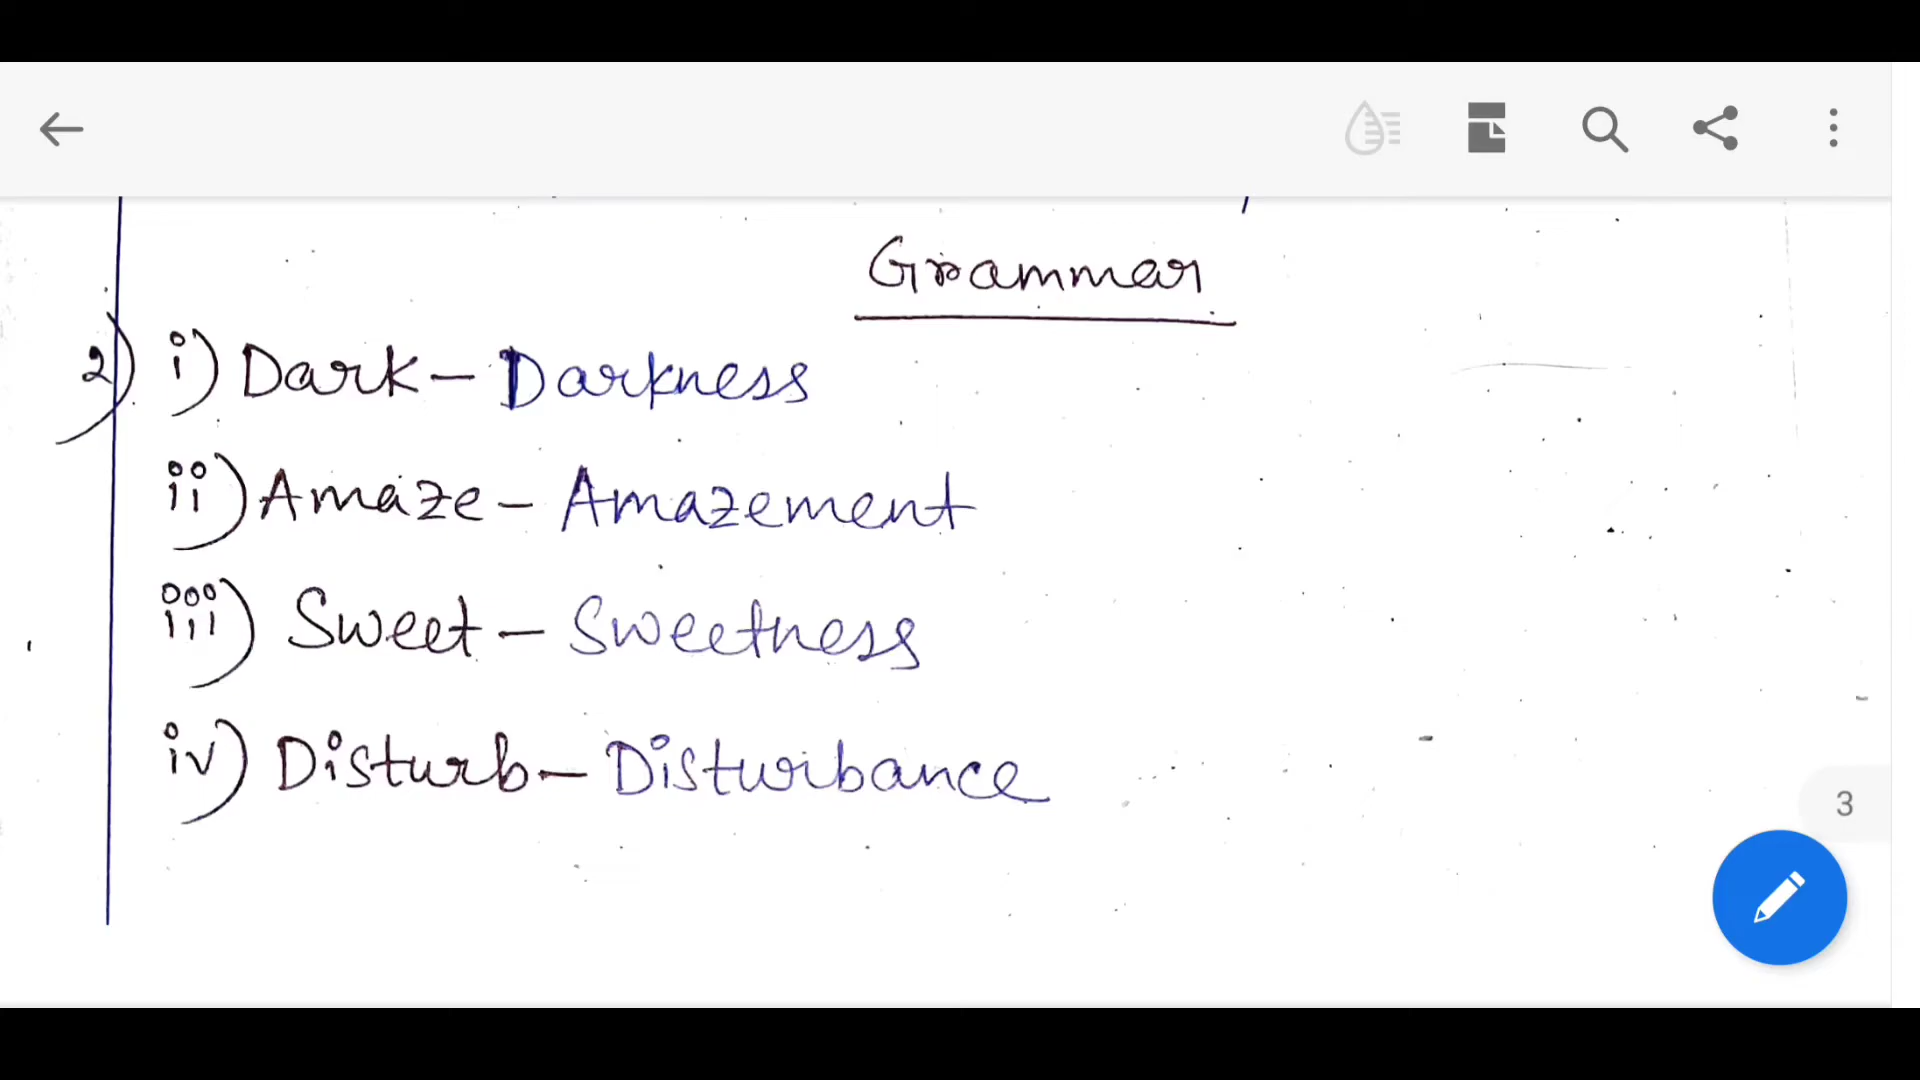 Grammar
2) i) Dark - Darkness
ii) Amaze - Amazement
iii) Sweet - Sweetness
iv) Disturb - Disturbance
3